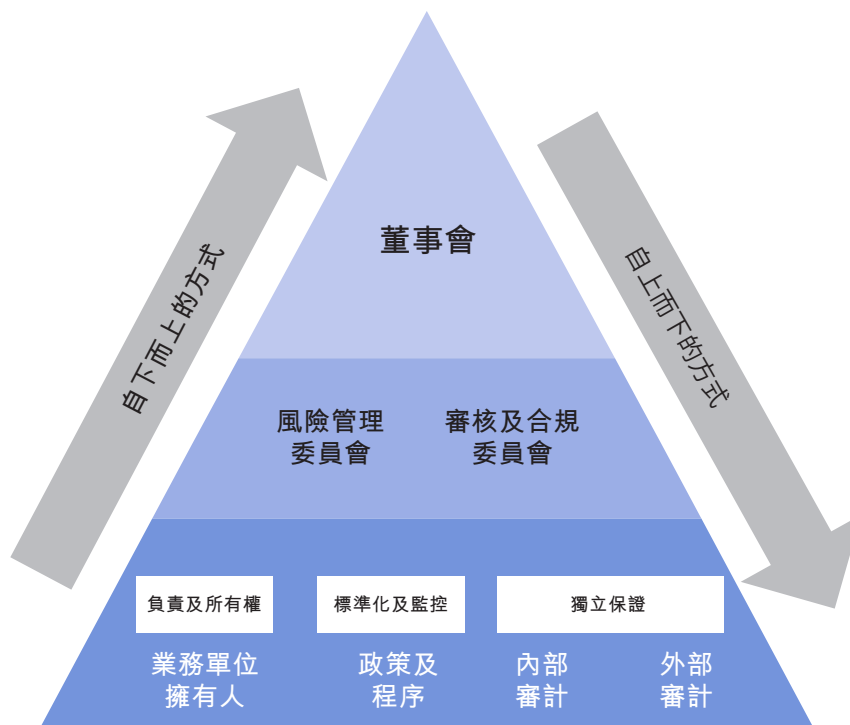 董事會
自下而上的方式
自上而下的方式
風險管理
委員會
審核及合規
委員會
負責及所有權
標準化及監控
獨立保證
業務單位
擁有人
政策及
程序
內部
審計
外部
審計